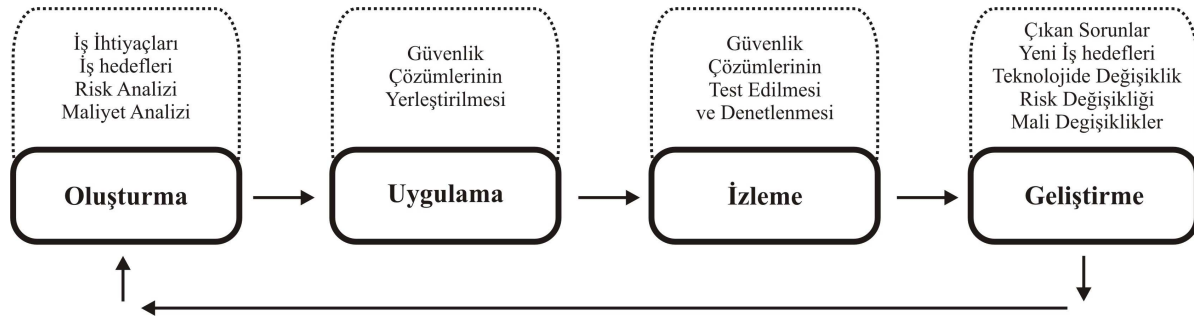 İş İhtiyaçları
İş hedefleri
Risk Analizi
Maliyet Analizi
Oluşturma
Güvenlik
Çözümlerinin
Yerleştirilmesi
Uygulama
Güvenlik
Çözümlerinin
Test Edilmesi
ve Denetlenmesi
İzleme
Çıkan Sorunlar
Yeni İş hedefleri
Teknolojide Değişiklik
Risk Değişikliği
Mali Degişiklikler
Geliştirme